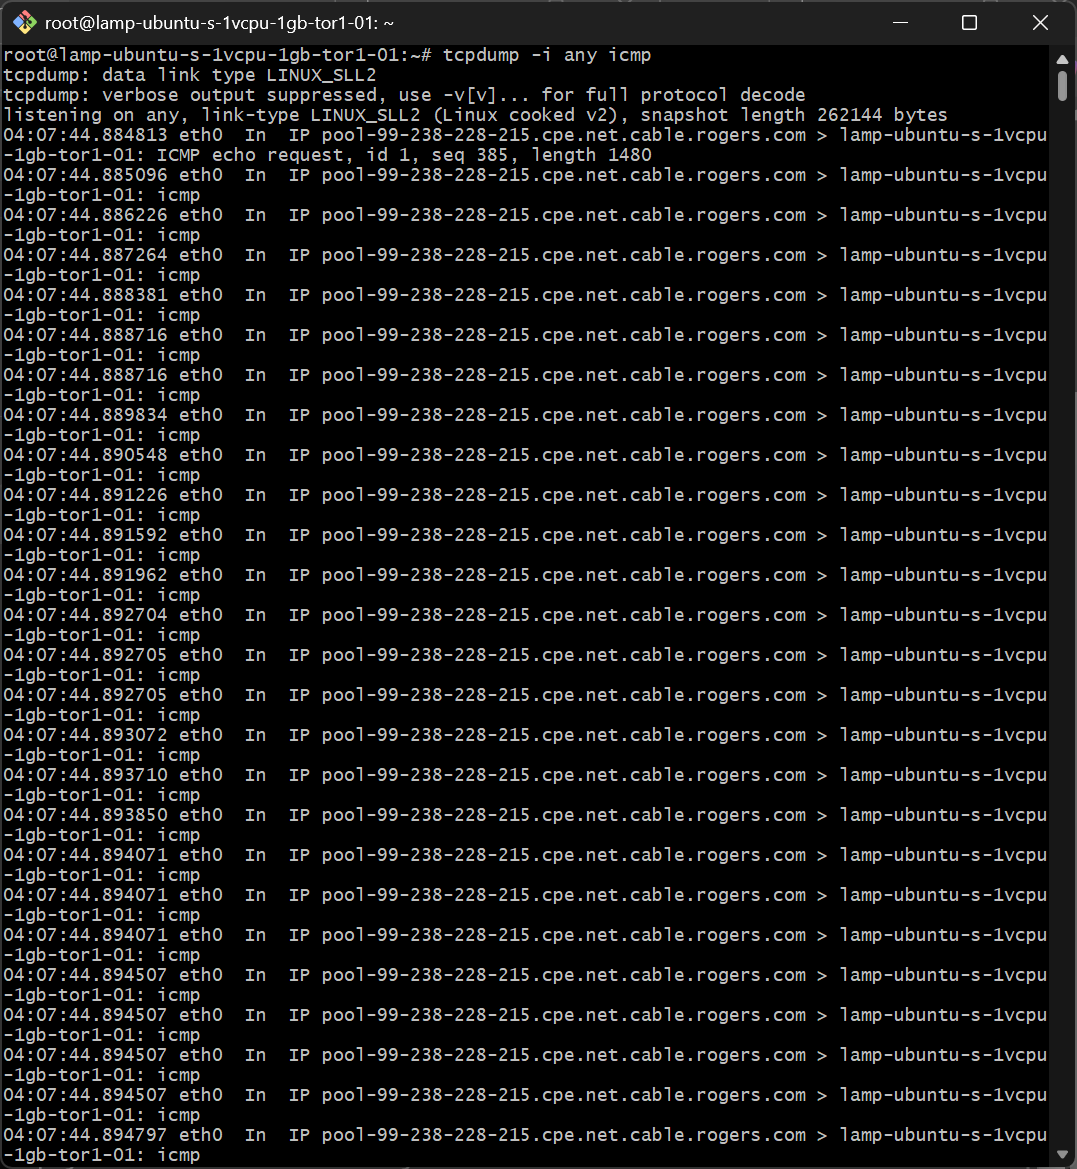 root@lamp-ubuntu-s-1vcpu-1gb-tor1-01: ~
root@lamp-ubuntu-s-1vcpu-1gb-tor1-01:~# tcpdump -i any icmp
tcpdump: data link type LINUX_SLL2
tcpdump: verbose output suppressed, use -v[v]... for full protocol decode
listening on any, link-type LINUX_SLL2 (Linux cooked v2), snapshot length 262144 bytes
04:07:44.884813 eth0  In  IP pool-99-238-228-215.cpe.net.cable.rogers.com > lamp-ubuntu-s-1vcpu
-1gb-tor1-01: ICMP echo request, id 1, seq 385, length 1480
04:07:44.885096 eth0  In  IP pool-99-238-228-215.cpe.net.cable.rogers.com > lamp-ubuntu-s-1vcpu
-1gb-tor1-01: icmp
04:07:44.886226 eth0  In  IP pool-99-238-228-215.cpe.net.cable.rogers.com > lamp-ubuntu-s-1vcpu
-1gb-tor1-01: icmp
04:07:44.887264 eth0  In  IP pool-99-238-228-215.cpe.net.cable.rogers.com > lamp-ubuntu-s-1vcpu
-1gb-tor1-01: icmp
04:07:44.888381 eth0  In  IP pool-99-238-228-215.cpe.net.cable.rogers.com > lamp-ubuntu-s-1vcpu
-1gb-tor1-01: icmp
04:07:44.888716 eth0  In  IP pool-99-238-228-215.cpe.net.cable.rogers.com > lamp-ubuntu-s-1vcpu
-1gb-tor1-01: icmp
04:07:44.888716 eth0  In  IP pool-99-238-228-215.cpe.net.cable.rogers.com > lamp-ubuntu-s-1vcpu
-1gb-tor1-01: icmp
04:07:44.889834 eth0  In  IP pool-99-238-228-215.cpe.net.cable.rogers.com > lamp-ubuntu-s-1vcpu
-1gb-tor1-01: icmp
04:07:44.890548 eth0  In  IP pool-99-238-228-215.cpe.net.cable.rogers.com > lamp-ubuntu-s-1vcpu
-1gb-tor1-01: icmp
04:07:44.891226 eth0  In  IP pool-99-238-228-215.cpe.net.cable.rogers.com > lamp-ubuntu-s-1vcpu
-1gb-tor1-01: icmp
04:07:44.891592 eth0  In  IP pool-99-238-228-215.cpe.net.cable.rogers.com > lamp-ubuntu-s-1vcpu
-1gb-tor1-01: icmp
04:07:44.891962 eth0  In  IP pool-99-238-228-215.cpe.net.cable.rogers.com > lamp-ubuntu-s-1vcpu
-1gb-tor1-01: icmp
04:07:44.892704 eth0  In  IP pool-99-238-228-215.cpe.net.cable.rogers.com > lamp-ubuntu-s-1vcpu
-1gb-tor1-01: icmp
04:07:44.892705 eth0  In  IP pool-99-238-228-215.cpe.net.cable.rogers.com > lamp-ubuntu-s-1vcpu
-1gb-tor1-01: icmp
04:07:44.892705 eth0  In  IP pool-99-238-228-215.cpe.net.cable.rogers.com > lamp-ubuntu-s-1vcpu
-1gb-tor1-01: icmp
04:07:44.893072 eth0  In  IP pool-99-238-228-215.cpe.net.cable.rogers.com > lamp-ubuntu-s-1vcpu
-1gb-tor1-01: icmp
04:07:44.893710 eth0  In  IP pool-99-238-228-215.cpe.net.cable.rogers.com > lamp-ubuntu-s-1vcpu
-1gb-tor1-01: icmp
04:07:44.893850 eth0  In  IP pool-99-238-228-215.cpe.net.cable.rogers.com > lamp-ubuntu-s-1vcpu
-1gb-tor1-01: icmp
04:07:44.894071 eth0  In  IP pool-99-238-228-215.cpe.net.cable.rogers.com > lamp-ubuntu-s-1vcpu
-1gb-tor1-01: icmp
04:07:44.894071 eth0  In  IP pool-99-238-228-215.cpe.net.cable.rogers.com > lamp-ubuntu-s-1vcpu
-1gb-tor1-01: icmp
04:07:44.894071 eth0  In  IP pool-99-238-228-215.cpe.net.cable.rogers.com > lamp-ubuntu-s-1vcpu
-1gb-tor1-01: icmp
04:07:44.894507 eth0  In  IP pool-99-238-228-215.cpe.net.cable.rogers.com > lamp-ubuntu-s-1vcpu
-1gb-tor1-01: icmp
04:07:44.894507 eth0  In  IP pool-99-238-228-215.cpe.net.cable.rogers.com > lamp-ubuntu-s-1vcpu
-1gb-tor1-01: icmp
04:07:44.894507 eth0  In  IP pool-99-238-228-215.cpe.net.cable.rogers.com > lamp-ubuntu-s-1vcpu
-1gb-tor1-01: icmp
04:07:44.894507 eth0  In  IP pool-99-238-228-215.cpe.net.cable.rogers.com > lamp-ubuntu-s-1vcpu
-1gb-tor1-01: icmp
04:07:44.894797 eth0  In  IP pool-99-238-228-215.cpe.net.cable.rogers.com > lamp-ubuntu-s-1vcpu
-1gb-tor1-01: icmp